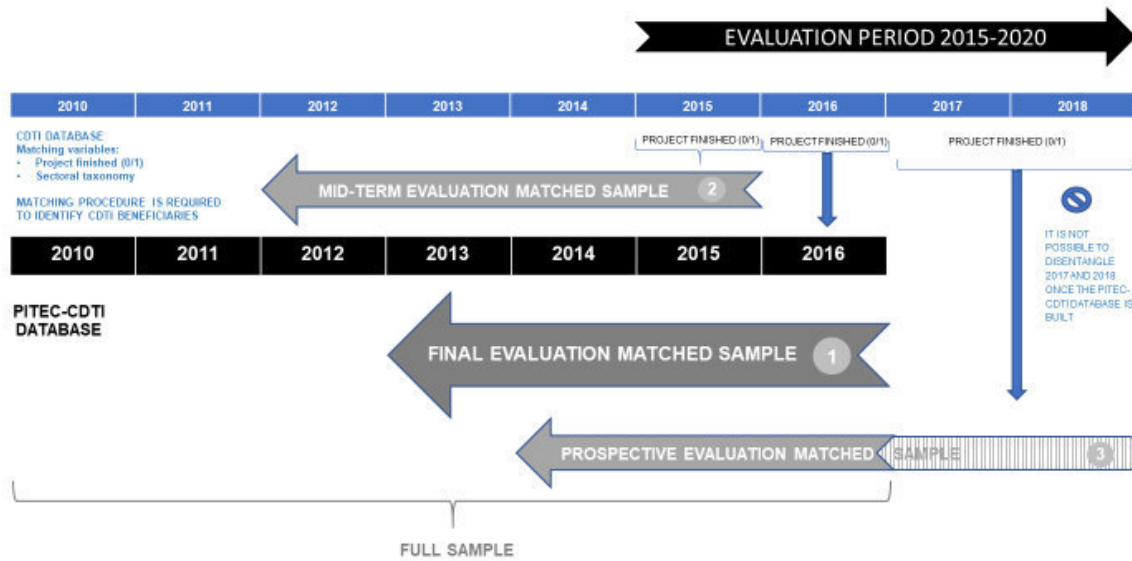 EVALUATION PERIOD 2015-2020
2010 2011 2012 2013 2014 2015 2016 2017 2018
CDTI DATABASE
Matching variables:
• Project finished (0/1)
• Sectoral taxonomy
MATCHING PROCEDURE IS REQUIRED
TO IDENTIFY CDTI BENEFICIARIES
PROJECT FINISHED (0/1) PROJECT FINISHED (0/1) PROJECT FINISHED (0/1)
MID-TERM EVALUATION MATCHED SAMPLE 2
IT IS NOT
POSSIBLE TO
DISENTANGLE
2017 AND 2018
ONCE THE PITEC-
CDTI DATABASE IS
BUILT
2010 2011 2012 2013 2014 2015 2016
PITEC-CDTI
DATABASE
FINAL EVALUATION MATCHED SAMPLE 1
PROSPECTIVE EVALUATION MATCHED SAMPLE 3
FULL SAMPLE